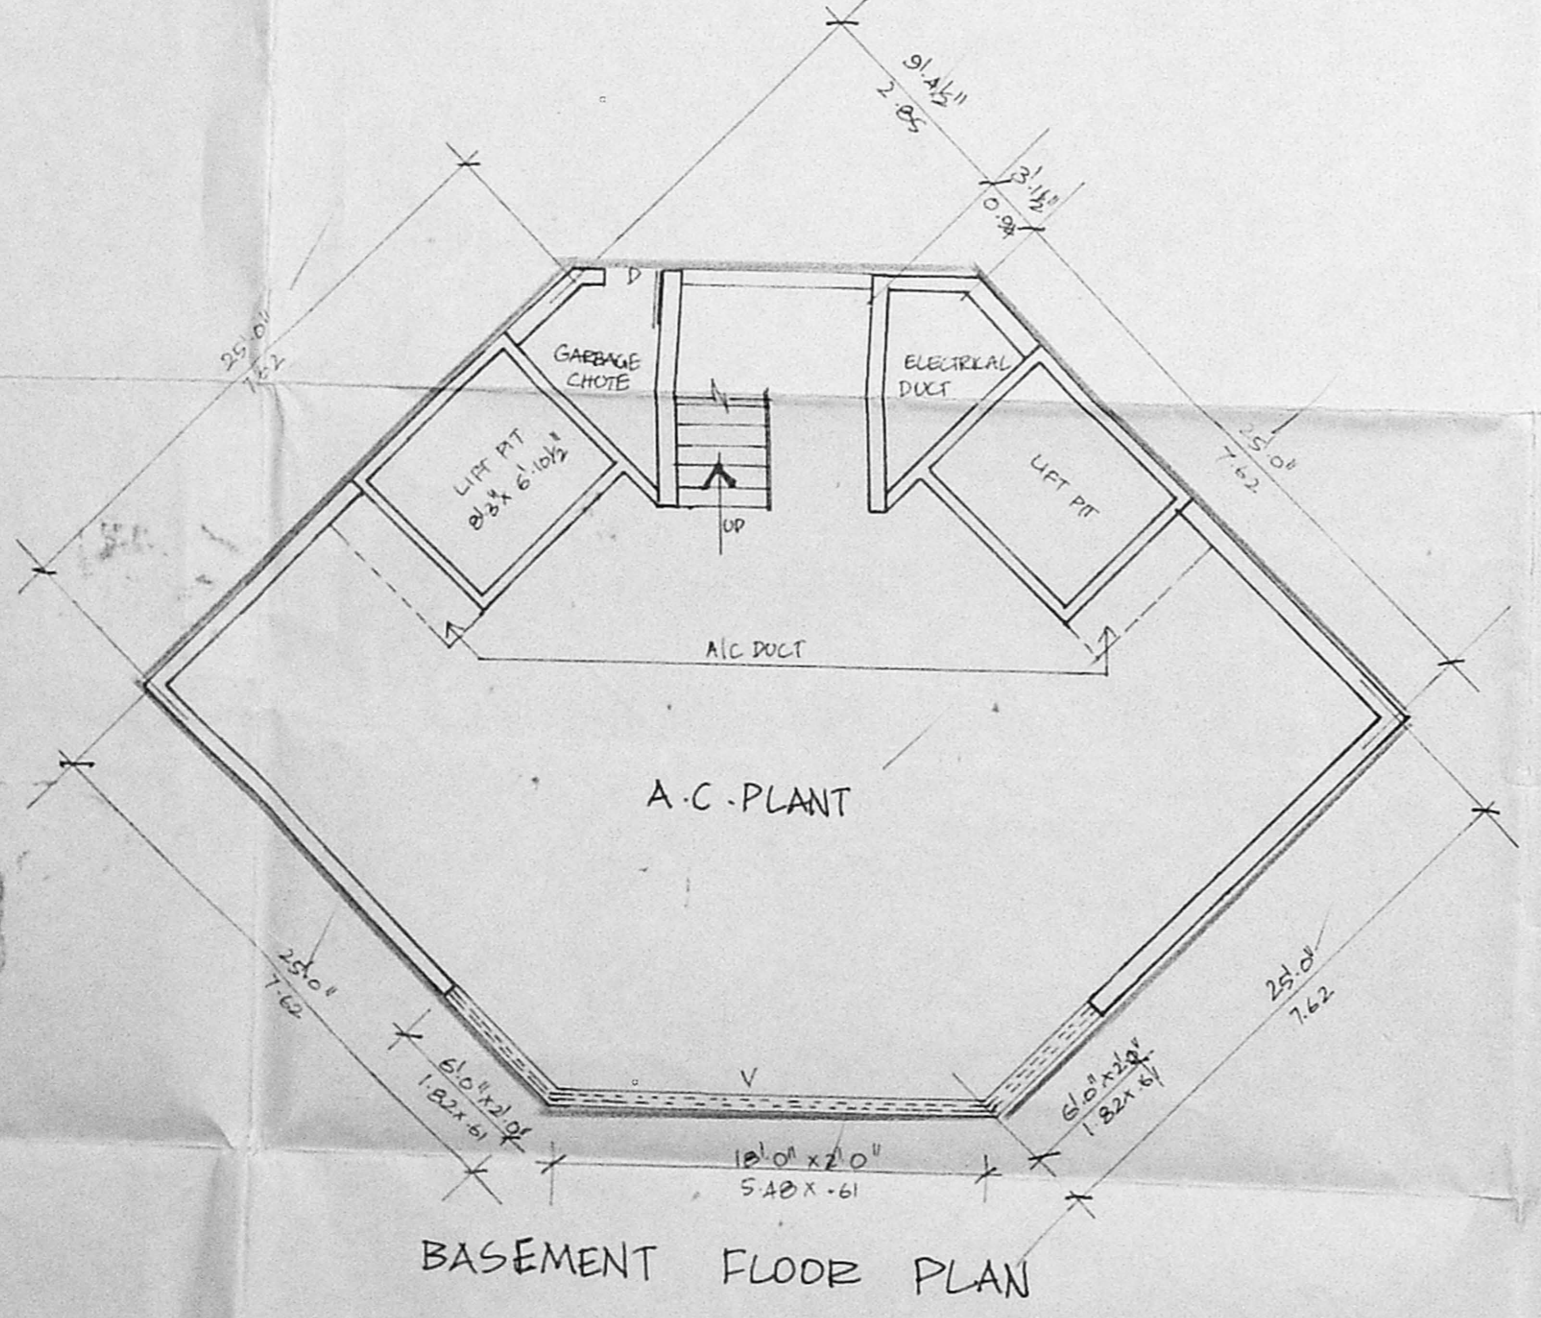 9'.4½"
2.85
3'.1½"
0.94
D
25'.0"
7.62
GARBAGE
CHUTE
ELECTRICAL
DUCT
LIFT PIT
8'.3" x 6'.10½"
LIFT PIT
25'.0"
7.62
UP
A/C DUCT
A.C.PLANT
25'.0"
7.62
25'.0"
7.62
6'.0" x 2'.0"
1.82 x .61
V
6'.0" x 2'.0"
1.82 x .61
18'.0" x 2'.0"
5.48 x .61
BASEMENT FLOOR PLAN